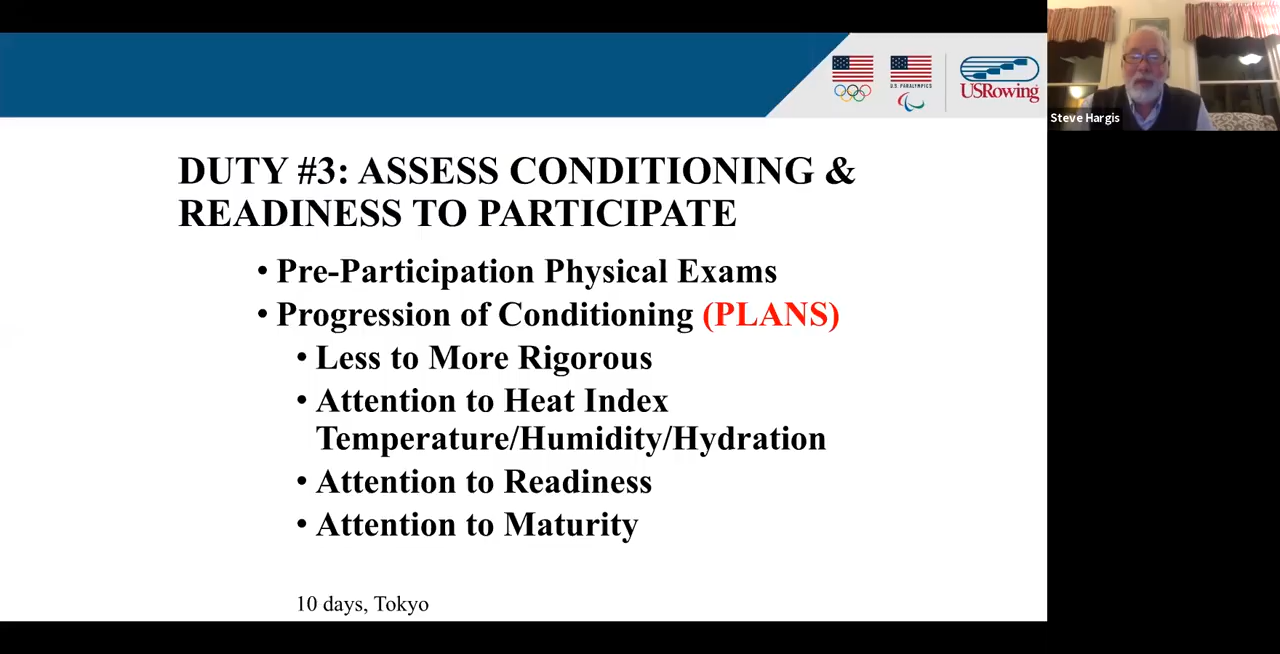 U.S. PARALYMPICS
USRowing
Steve Hargis
DUTY #3: ASSESS CONDITIONING &
READINESS TO PARTICIPATE
• Pre-Participation Physical Exams
• Progression of Conditioning (PLANS)
• Less to More Rigorous
• Attention to Heat Index
Temperature/Humidity/Hydration
• Attention to Readiness
• Attention to Maturity
10 days, Tokyo